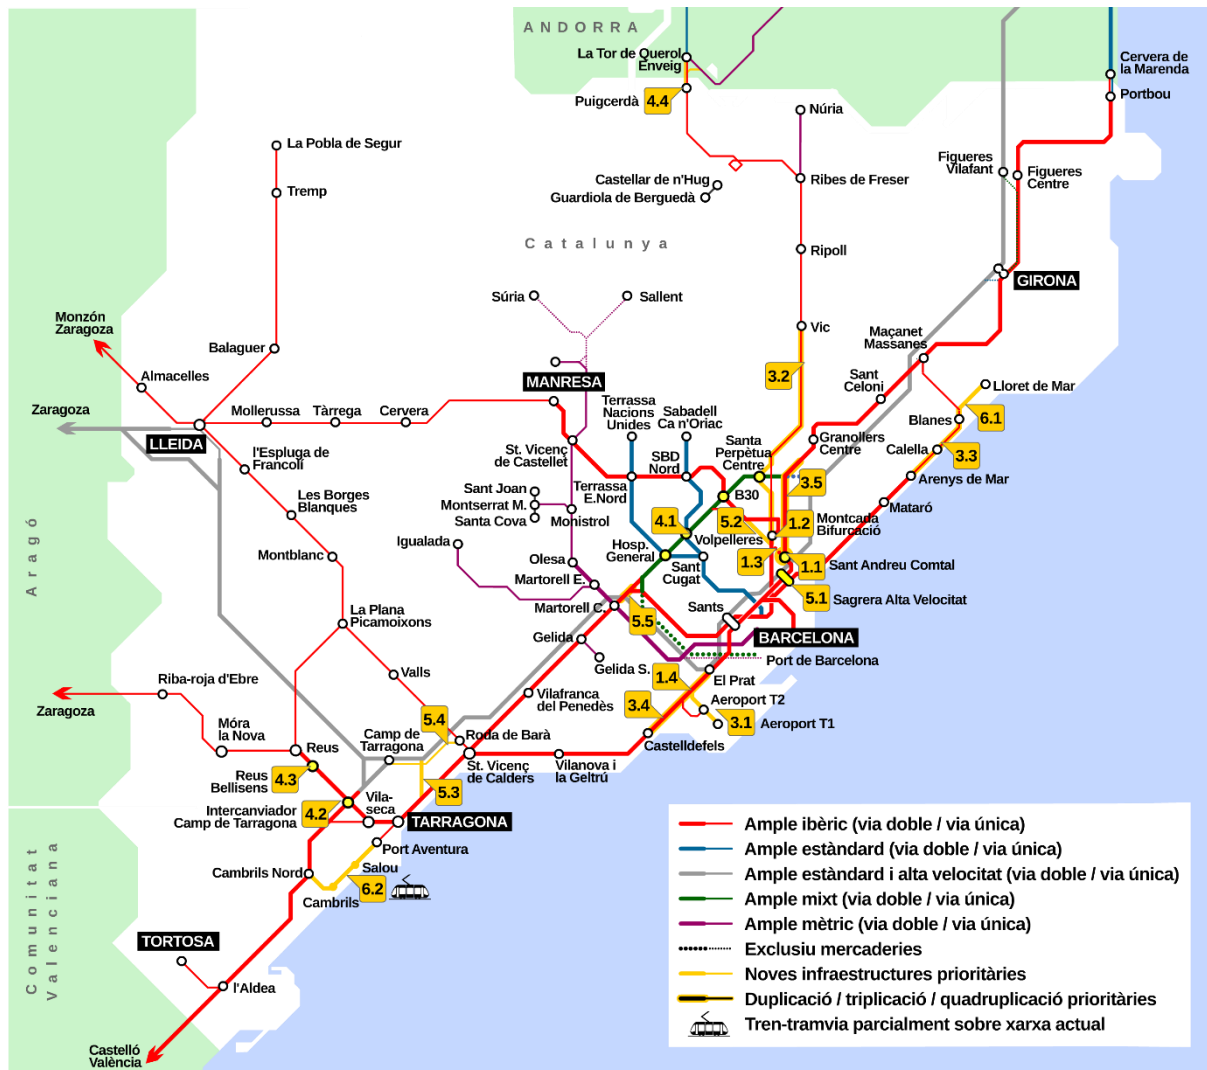 ANDORRA
La Tor de Querol
Enveig
Cervera de
la Marenda
Puigcerdà
4.4
Portbou
Núria
La Pobla de Segur
Figueres
Vilafant
Figueres
Centre
Tremp
Castellar de n'Hug
Ribes de Freser
Guardiola de Berguedà
Catalunya
Ripoll
GIRONA
Súria
Sallent
Monzón
Zaragoza
Vic
Maçanet
Massanes
Balaguer
Almacelles
MANRESA
3.2
Sant
Celoni
Lloret de Mar
Zaragoza
Mollerussa
Tàrrega
Cervera
Terrassa
Nacions
Unides
Sabadell
Ca n'Oriac
Blanes
6.1
LLEIDA
St. Vicenç
de Castellet
SBD
Nord
Santa
Perpètua
Centre
Granollers
Centre
Calella
3.3
l'Espluga de
Francolí
Terrassa
E.Nord
3.5
Arenys de Mar
Sant Joan
Montserrat M.
Santa Cova
Les Borges
Blanques
B30
Mataró
Monistrol
4.1
5.2
1.2
Montcada
Bifurcació
Igualada
Volpelleres
Montblanc
Olesa
Hosp.
General
1.3
1.1
Sant Andreu Comtal
Martorell E.
Sant
Cugat
Aragó
La Plana
Picamoixons
Martorell C.
5.5
Sants
5.1
Sagrera Alta Velocitat
Gelida
BARCELONA
Gelida S.
Port de Barcelona
Riba-roja d'Ebre
Valls
1.4
El Prat
Zaragoza
Vilafranca
del Penedès
3.4
Aeroport T2
3.1
Aeroport T1
Móra
la Nova
5.4
Reus
Camp de
Tarragona
Roda de Barà
Castelldefels
Reus
Bellisens
4.3
St. Vicenç
de Calders
Vilanova i
la Geltrú
5.3
Intercanviador
Camp de Tarragona
4.2
Vila-
seca
TARRAGONA
Port Aventura
Cambrils Nord
Salou
6.2
Cambrils
Comunitat
Valenciana
TORTOSA
l'Aldea
Castelló
València
Ample ibèric (via doble / via única)
Ample estàndard (via doble / via única)
Ample estàndard i alta velocitat (via doble / via única)
Ample mixt (via doble / via única)
Ample mètric (via doble / via única)
Exclusiu mercaderies
Noves infraestructures prioritàries
Duplicació / triplicació / quadruplicació prioritàries
Tren-tramvia parcialment sobre xarxa actual